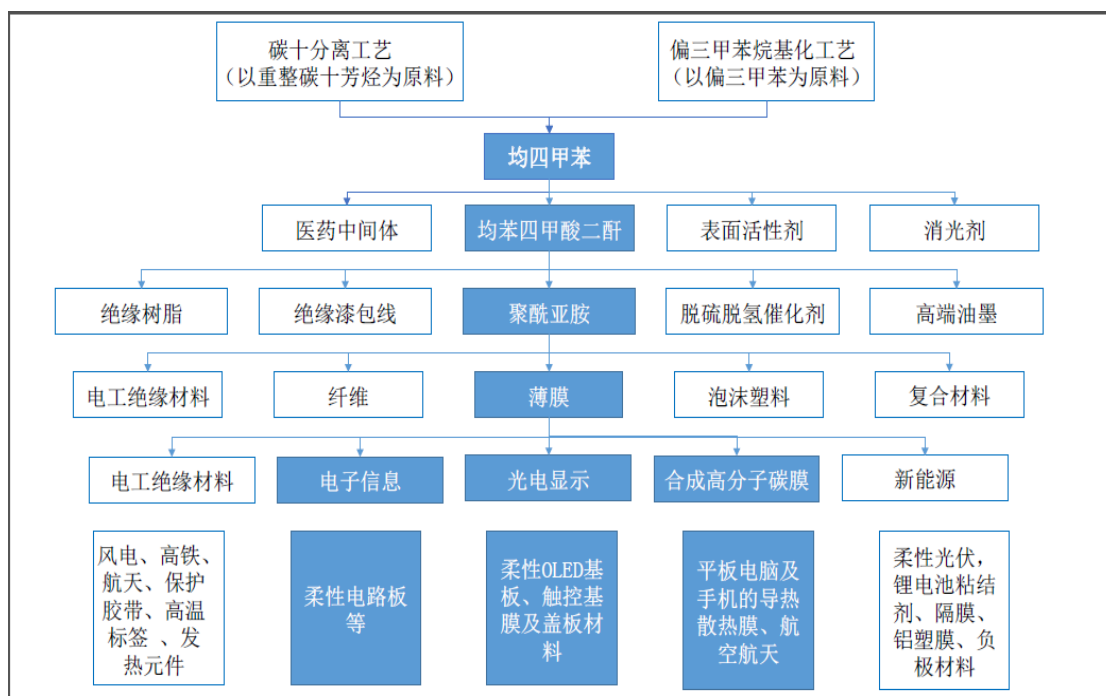 碳十分离工艺
（以重整碳十芳烃为原料）
偏三甲苯烷基化工艺
（以偏三甲苯为原料）
均四甲苯
医药中间体
均苯四甲酸二酐
表面活性剂
消光剂
绝缘树脂
绝缘漆包线
聚酰亚胺
脱硫脱氢催化剂
高端油墨
电工绝缘材料
纤维
薄膜
泡沫塑料
复合材料
电工绝缘材料
电子信息
光电显示
合成高分子碳膜
新能源
风电、高铁、
航天、保护
胶带、高温
标签 、发
热元件
柔性电路板
等
柔性OLED基
板、触控基
膜及盖板材
料
平板电脑及
手机的导热
散热膜、航
空航天
柔性光伏，
锂电池粘结
剂、隔膜、
铝塑膜、负
极材料